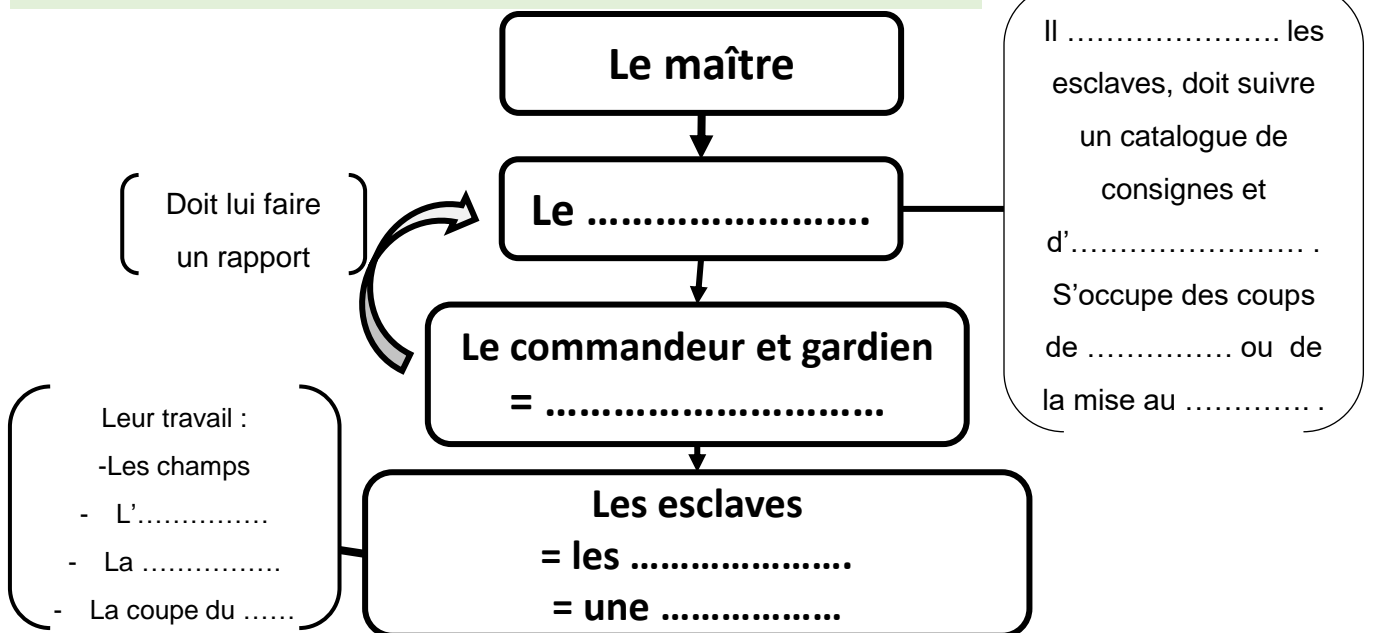 Le maître
Il …………………. les
esclaves, doit suivre
un catalogue de
consignes et
d'……………………. .
S'occupe des coups
de …………… ou de
la mise au …………. .
Le …………………….
Doit lui faire
un rapport
Le commandeur et gardien
= …………………………
Leur travail :
-Les champs
- L'……………
- La …………….
- La coupe du ……
Les esclaves
= les ………………….
= une ………………